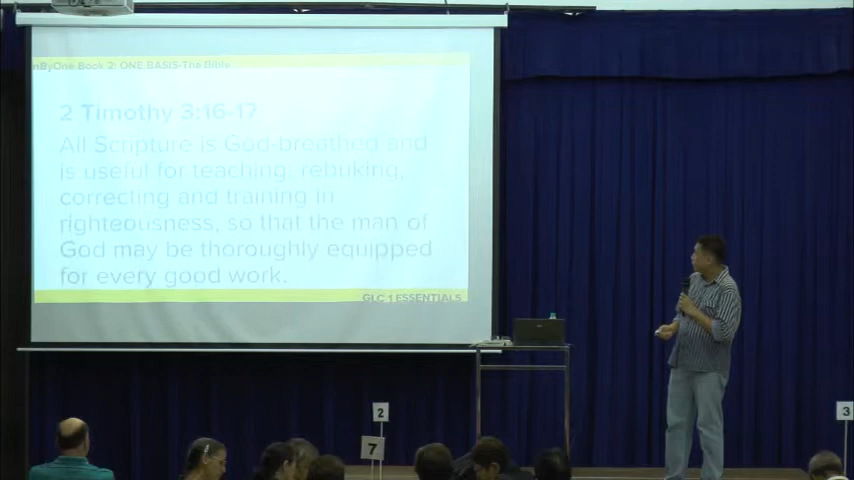 nByOne Book 2: ONE BASIS-The Bible
2 Timothy 3:16-17
All Scripture is God-breathed and
is useful for teaching, rebuking,
correcting and training in
righteousness, so that the man of
God may be thoroughly equipped
for every good work.
GLC 1 ESSENTIALS
2
7
3